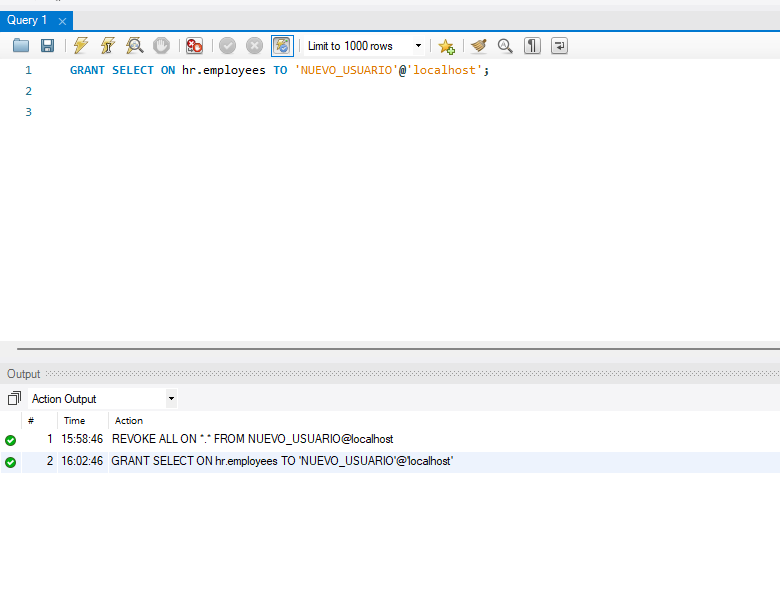 Query 1
Limit to 1000 rows
1 GRANT SELECT ON hr.employees TO 'NUEVO_USUARIO'@'localhost';
2
3
Output
Action Output
# Time Action
1 15:58:46 REVOKE ALL ON *.* FROM NUEVO_USUARIO@localhost
2 16:02:46 GRANT SELECT ON hr.employees TO 'NUEVO_USUARIO'@'localhost'